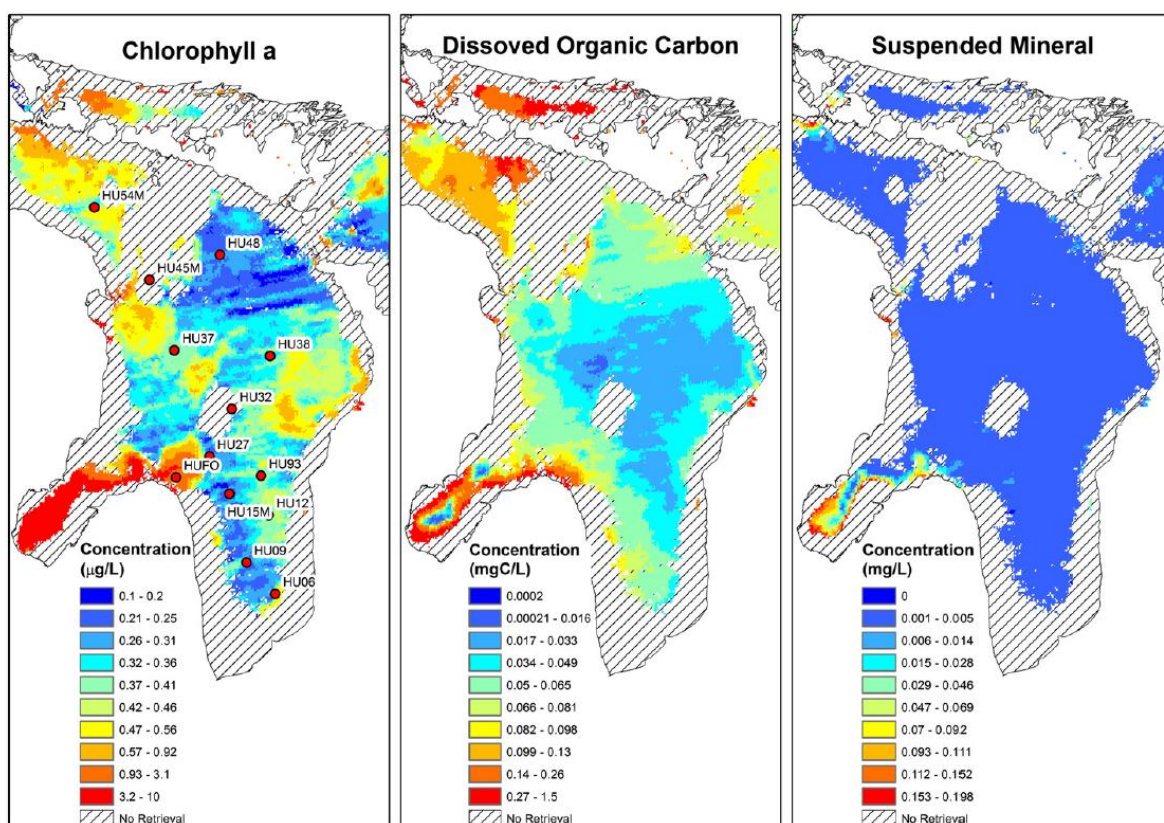 Chlorophyll a
HU54M
HU48
HU45M
HU37
HU38
HU32
HU27
HUFO
HU93
HU15M
HU12
HU09
HU06
Concentration
(µg/L)
0.1 - 0.2
0.21 - 0.25
0.26 - 0.31
0.32 - 0.36
0.37 - 0.41
0.42 - 0.46
0.47 - 0.56
0.57 - 0.92
0.93 - 3.1
3.2 - 10
No Retrieval
Dissoved Organic Carbon
Concentration
(mgC/L)
0.0002
0.00021 - 0.016
0.017 - 0.033
0.034 - 0.049
0.05 - 0.065
0.066 - 0.081
0.082 - 0.098
0.099 - 0.13
0.14 - 0.26
0.27 - 1.5
No Retrieval
Suspended Mineral
Concentration
(mg/L)
0
0.001 - 0.005
0.006 - 0.014
0.015 - 0.028
0.029 - 0.046
0.047 - 0.069
0.07 - 0.092
0.093 - 0.111
0.112 - 0.152
0.153 - 0.198
No Retrieval